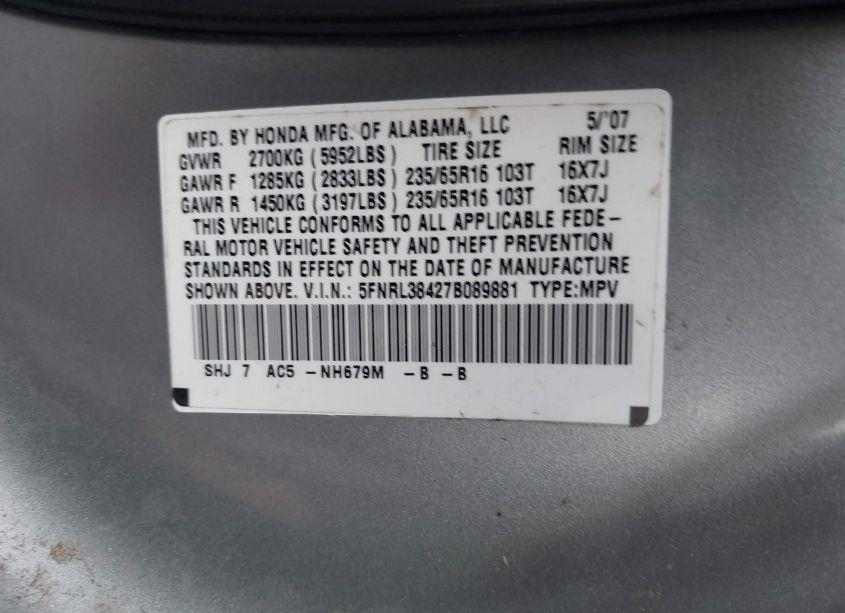 MFD. BY HONDA MFG. OF ALABAMA, LLC 5/'07
GVWR 2700KG (5952LBS) TIRE SIZE RIM SIZE
GAWR F 1285KG (2833LBS) 235/65R16 103T 16X7J
GAWR R 1450KG (3197LBS) 235/65R16 103T 16X7J
THIS VEHICLE CONFORMS TO ALL APPLICABLE FEDE-
RAL MOTOR VEHICLE SAFETY AND THEFT PREVENTION
STANDARDS IN EFFECT ON THE DATE OF MANUFACTURE
SHOWN ABOVE. V.I.N.: 5FNRL38427B089881 TYPE:MPV
SHJ 7 AC5 -NH679M -B -B